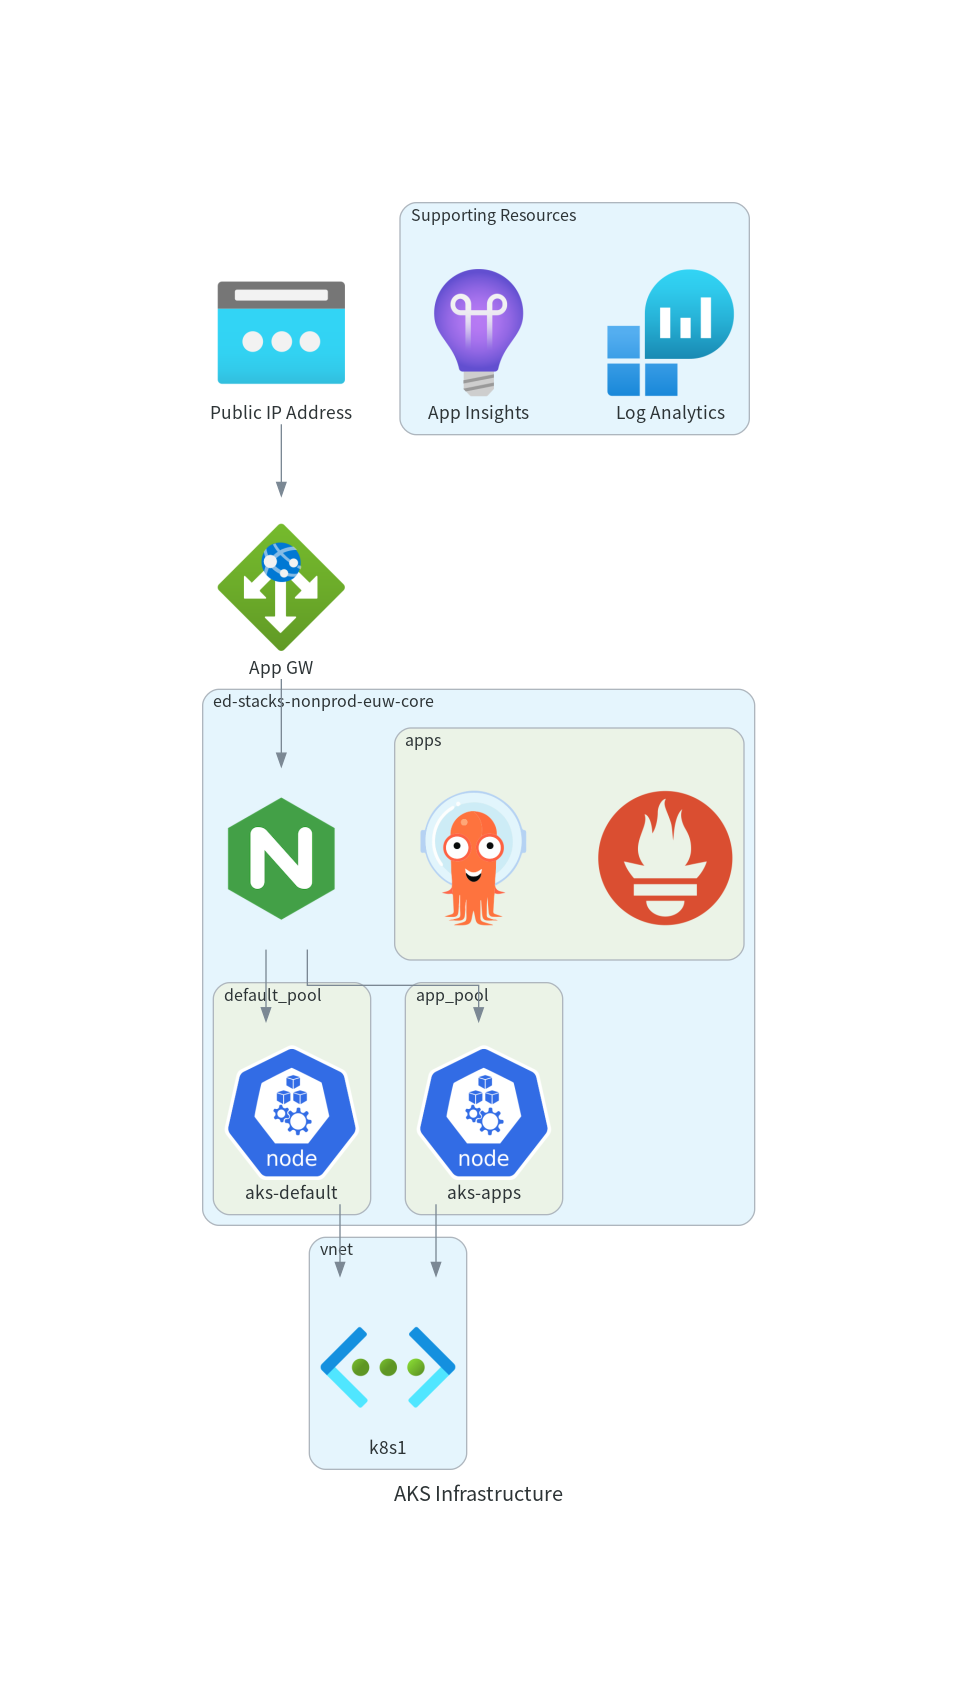 Supporting Resources
Public IP Address
App Insights
Log Analytics
App GW
ed-stacks-nonprod-euw-core
apps
N
default_pool
app_pool
node
node
aks-default
aks-apps
vnet
k8s1
AKS Infrastructure